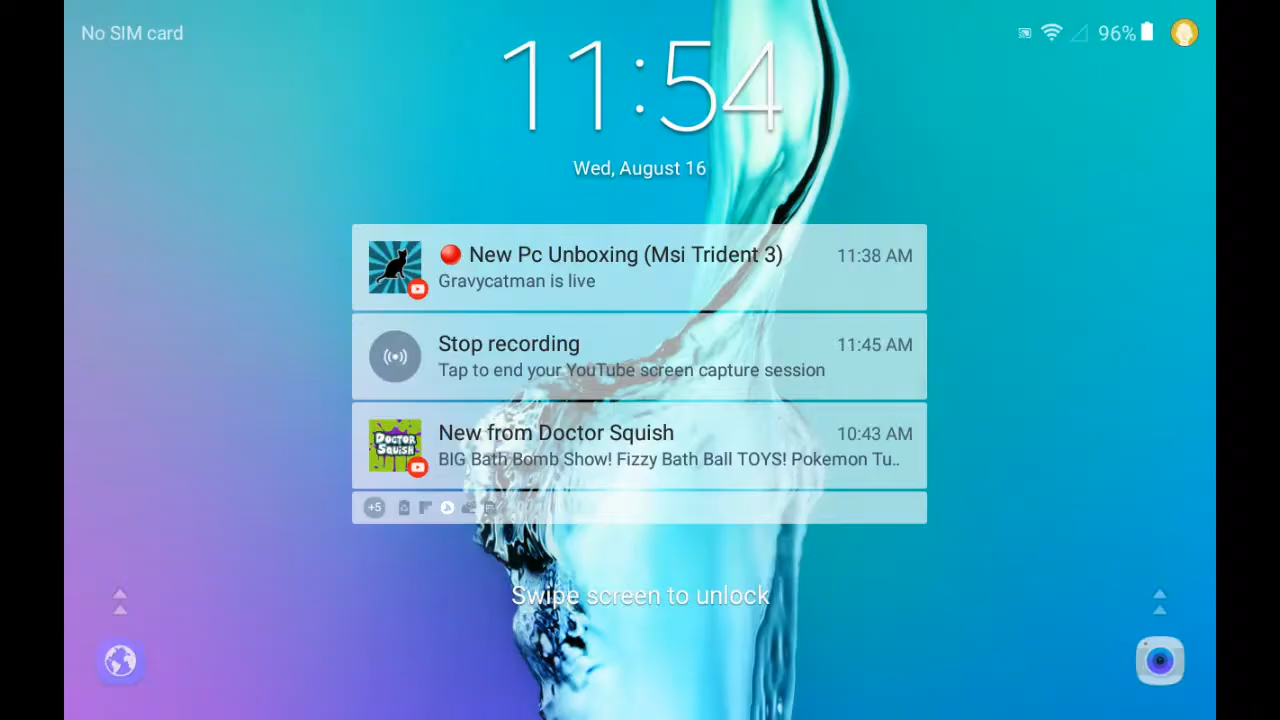 No SIM card
96%
11:54
Wed, August 16
New Pc Unboxing (Msi Trident 3)
11:38 AM
Gravycatman is live
Stop recording
11:45 AM
Tap to end your YouTube screen capture session
DOCTOR
SQUISH
New from Doctor Squish
10:43 AM
BIG Bath Bomb Show! Fizzy Bath Ball TOYS! Pokemon Tu..
+5
Swipe screen to unlock